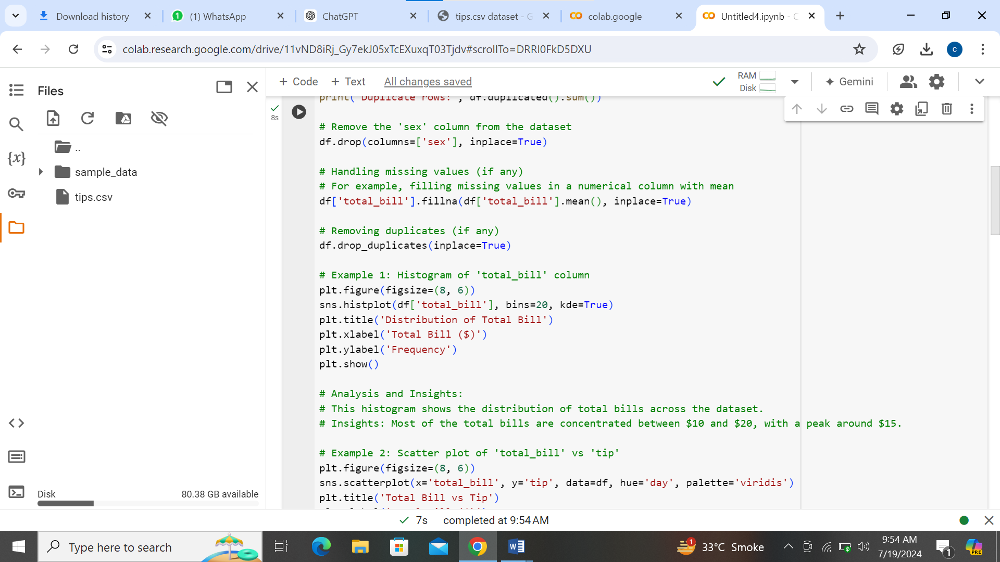 Download history
(1) WhatsApp
ChatGPT
tips.csv dataset - G
colab.google
Untitled4.ipynb - C
colab.research.google.com/drive/11vND8iRj_Gy7ekJ05xTcEXuxqT03Tjdv#scrollTo=DRRI0FkD5DXU
C
Files
+ Code + Text All changes saved
RAM
Disk
Gemini
..
sample_data
tips.csv
{x}
8s
print("Duplicate rows: ", df.duplicated().sum())
# Remove the 'sex' column from the dataset
df.drop(columns=['sex'], inplace=True)
# Handling missing values (if any)
# For example, filling missing values in a numerical column with mean
df['total_bill'].fillna(df['total_bill'].mean(), inplace=True)
# Removing duplicates (if any)
df.drop_duplicates(inplace=True)
# Example 1: Histogram of 'total_bill' column
plt.figure(figsize=(8, 6))
sns.histplot(df['total_bill'], bins=20, kde=True)
plt.title('Distribution of Total Bill')
plt.xlabel('Total Bill ($)')
plt.ylabel('Frequency')
plt.show()
# Analysis and Insights:
# This histogram shows the distribution of total bills across the dataset.
# Insights: Most of the total bills are concentrated between $10 and $20, with a peak around $15.
# Example 2: Scatter plot of 'total_bill' vs 'tip'
plt.figure(figsize=(8, 6))
sns.scatterplot(x='total_bill', y='tip', data=df, hue='day', palette='viridis')
plt.title('Total Bill vs Tip')
Disk 80.38 GB available
7s completed at 9:54 AM
Type here to search
1
33°C Smoke
9:54 AM
7/19/2024
1
PRE